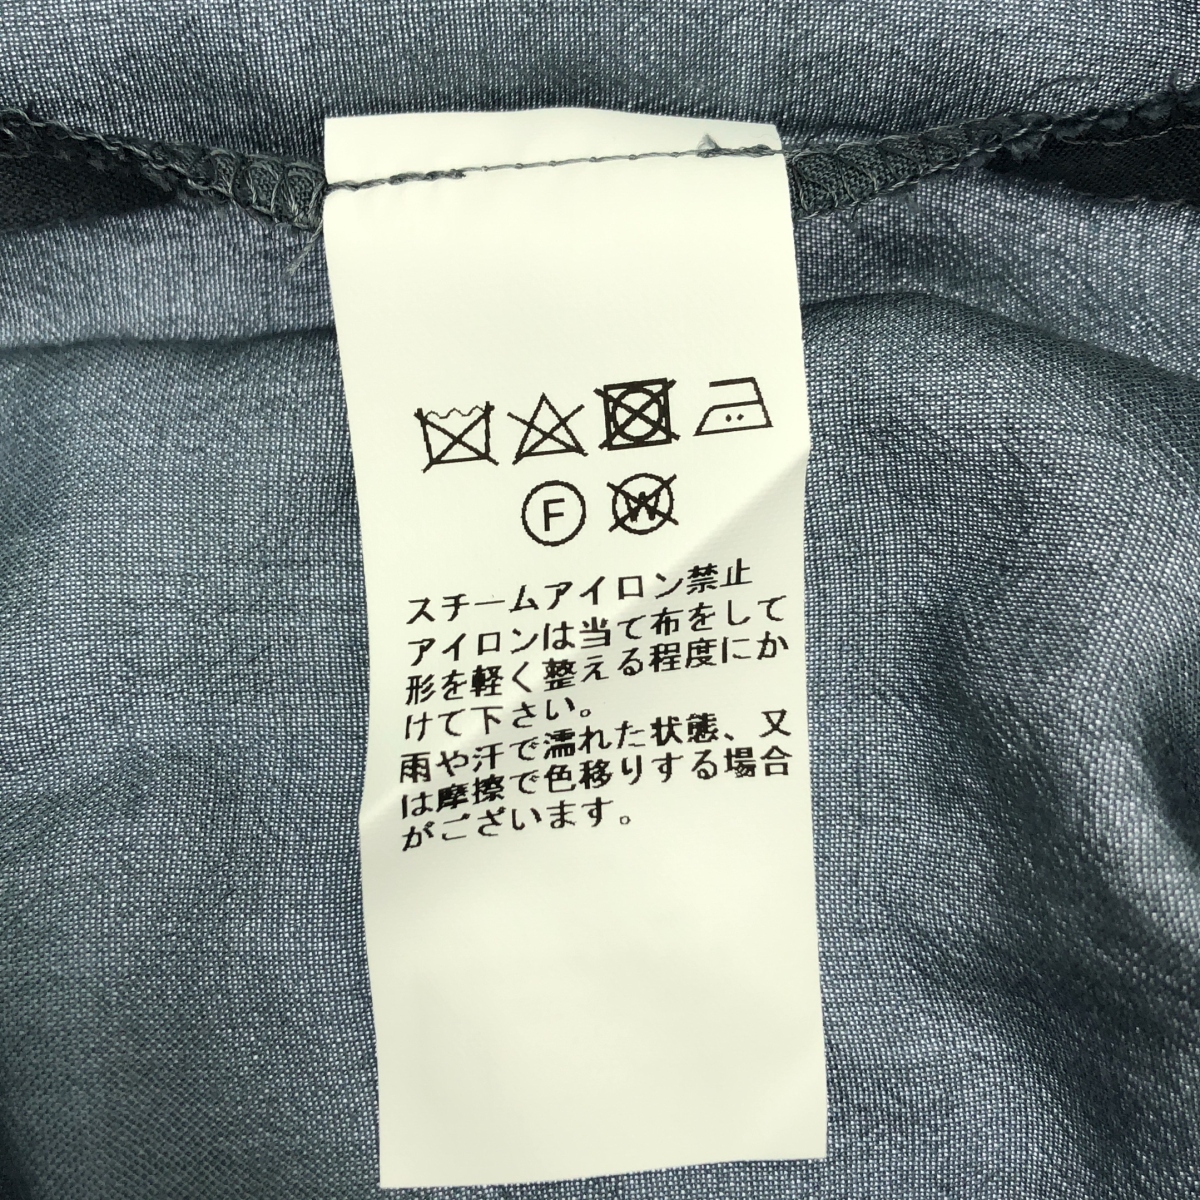 F W
スチームアイロン禁止
アイロンは当て布をして
形を軽く整える程度にか
けて下さい。
雨や汗で濡れた状態、又
は摩擦で色移りする場合
がございます。